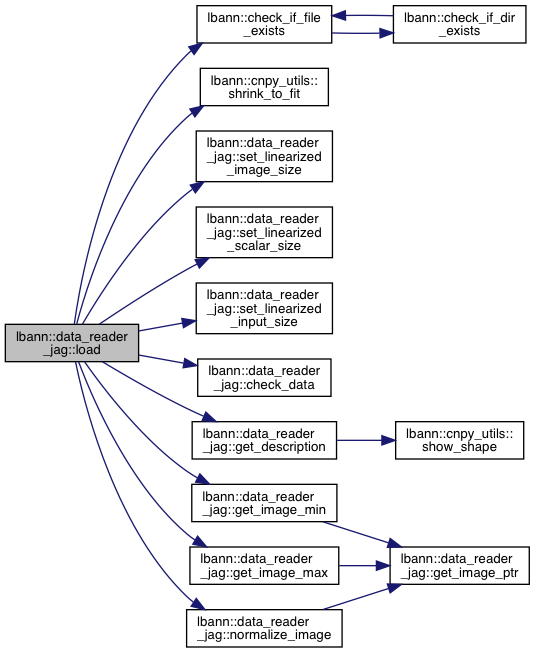 lbann::check_if_file
_exists
lbann::check_if_dir
_exists
lbann::cnpy_utils::
shrink_to_fit
lbann::data_reader
_jag::set_linearized
_image_size
lbann::data_reader
_jag::set_linearized
_scalar_size
lbann::data_reader
_jag::set_linearized
_input_size
lbann::data_reader
_jag::load
lbann::data_reader
_jag::check_data
lbann::data_reader
_jag::get_description
lbann::cnpy_utils::
show_shape
lbann::data_reader
_jag::get_image_min
lbann::data_reader
_jag::get_image_max
lbann::data_reader
_jag::get_image_ptr
lbann::data_reader
_jag::normalize_image